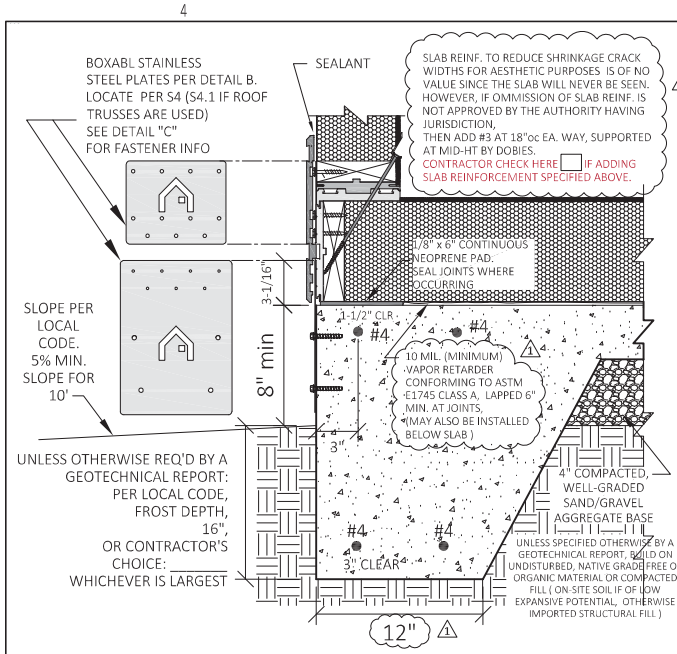 4
BOXABL STAINLESS
STEEL PLATES PER DETAIL B.
LOCATE PER S4 (S4.1 IF ROOF
TRUSSES ARE USED)
SEE DETAIL "C"
FOR FASTENER INFO
SEALANT
SLAB REINF. TO REDUCE SHRINKAGE CRACK
WIDTHS FOR AESTHETIC PURPOSES IS OF NO
VALUE SINCE THE SLAB WILL NEVER BE SEEN.
HOWEVER, IF OMMISSION OF SLAB REINF. IS
NOT APPROVED BY THE AUTHORITY HAVING
JURISDICTION,
THEN ADD #3 AT 18"oc EA. WAY, SUPPORTED
AT MID-HT BY DOBIES.
CONTRACTOR CHECK HERE IF ADDING
SLAB REINFORCEMENT SPECIFIED ABOVE.
4
1/8" x 6" CONTINUOUS
NEOPRENE PAD.
SEAL JOINTS WHERE
OCCURRING
3-1/16"
8" min
SLOPE PER
LOCAL
CODE.
5% MIN.
SLOPE FOR
10'
1-1/2" CLR
#4
#4
10 MIL. (MINIMUM)
VAPOR RETARDER
CONFORMING TO ASTM
E1745 CLASS A, LAPPED 6"
MIN. AT JOINTS,
(MAY ALSO BE INSTALLED
BELOW SLAB )
1
3"
UNLESS OTHERWISE REQ'D BY A
GEOTECHNICAL REPORT:
PER LOCAL CODE,
FROST DEPTH,
16",
OR CONTRACTOR'S
CHOICE: ______
WHICHEVER IS LARGEST
4" COMPACTED,
WELL-GRADED
SAND/GRAVEL
AGGREGATE BASE
#4
#4
3" CLEAR
UNLESS SPECIFIED OTHERWISE BY A
GEOTECHNICAL REPORT, BUILD ON
UNDISTURBED, NATIVE GRADE FREE O
ORGANIC MATERIAL OR COMPACTED
FILL ( ON-SITE SOIL IF OF LOW
EXPANSIVE POTENTIAL, OTHERWISE
IMPORTED STRUCTURAL FILL )
12"
1